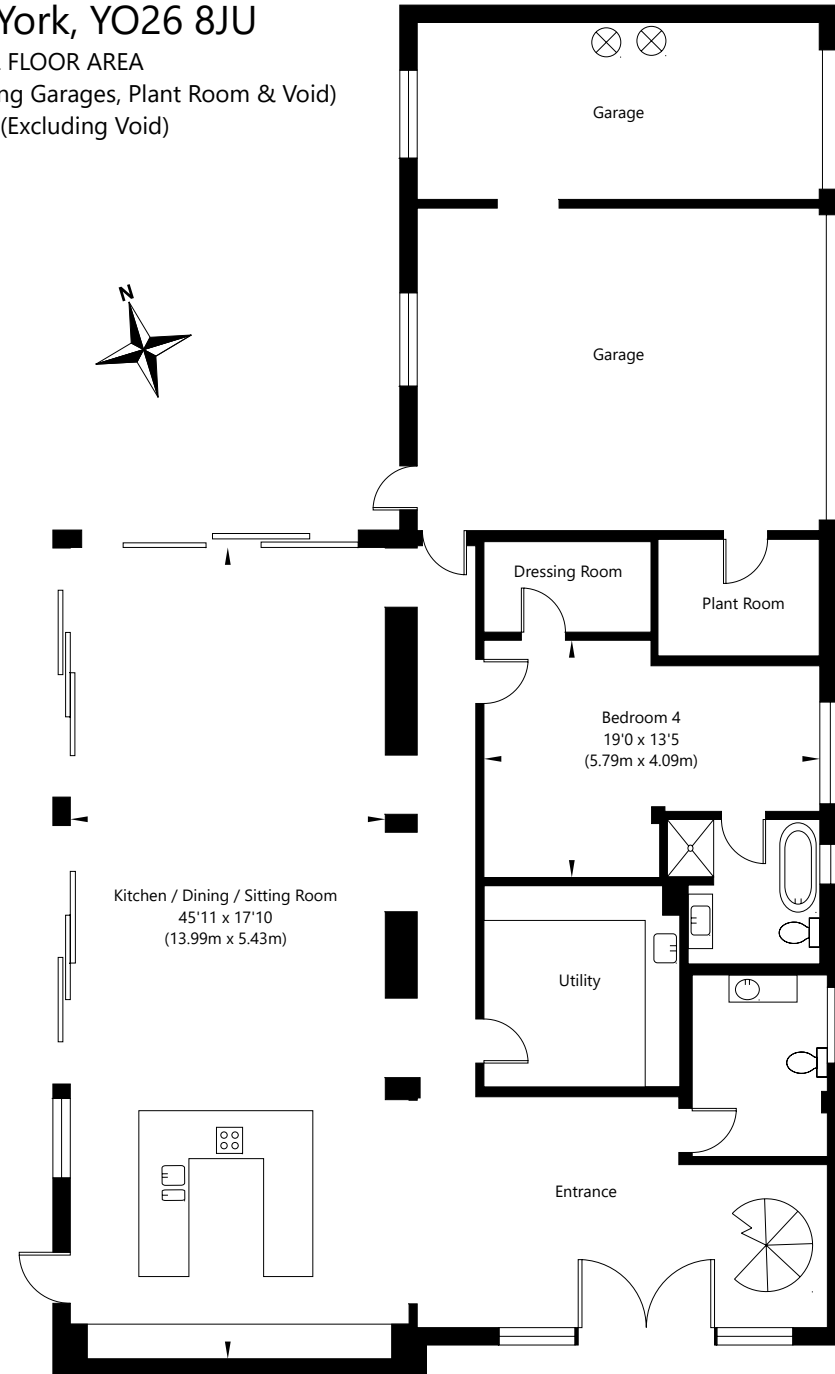 York, YO26 8JU
FLOOR AREA
ng Garages, Plant Room & Void)
(Excluding Void)
Garage
N
Garage
Dressing Room
Plant Room
Bedroom 4
19'0 x 13'5
(5.79m x 4.09m)
Kitchen / Dining / Sitting Room
45'11 x 17'10
(13.99m x 5.43m)
Utility
Entrance